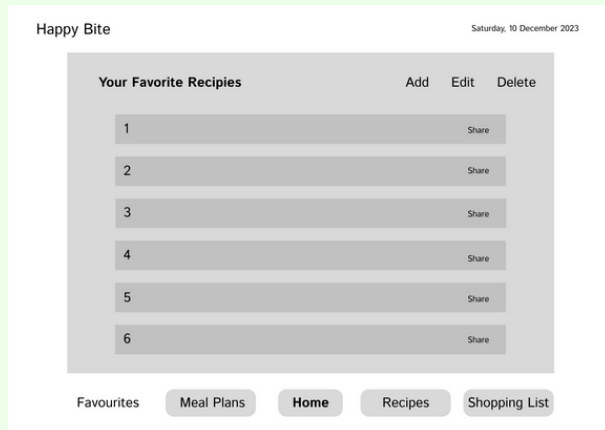 Happy Bite
Saturday, 10 December 2023
Your Favorite Recipies Add Edit Delete
1 Share
2 Share
3 Share
4 Share
5 Share
6 Share
Favourites Meal Plans Home Recipes Shopping List